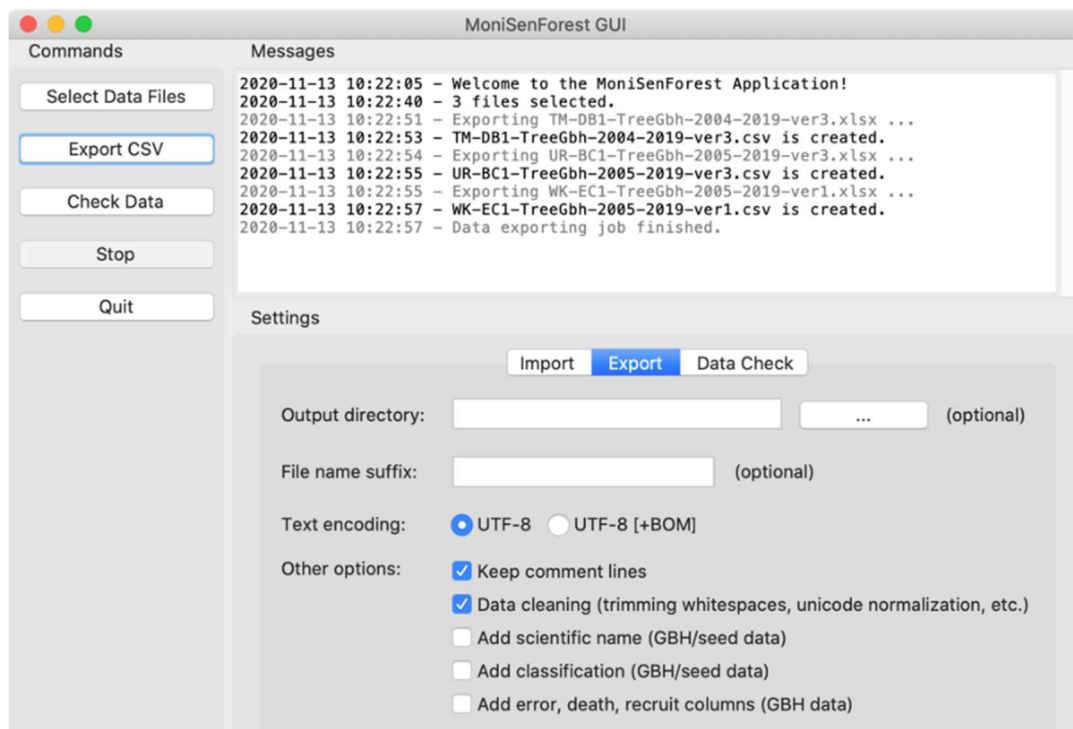 MoniSenForest GUI
Commands
Select Data Files
Export CSV
Check Data
Stop
Quit
Messages
2020-11-13 10:22:05 - Welcome to the MoniSenForest Application!
2020-11-13 10:22:40 - 3 files selected.
2020-11-13 10:22:51 - Exporting TM-DB1-TreeGbh-2004-2019-ver3.xlsx ...
2020-11-13 10:22:53 - TM-DB1-TreeGbh-2004-2019-ver3.csv is created.
2020-11-13 10:22:54 - Exporting UR-BC1-TreeGbh-2005-2019-ver3.xlsx ...
2020-11-13 10:22:55 - UR-BC1-TreeGbh-2005-2019-ver3.csv is created.
2020-11-13 10:22:55 - Exporting WK-EC1-TreeGbh-2005-2019-ver1.xlsx ...
2020-11-13 10:22:57 - WK-EC1-TreeGbh-2005-2019-ver1.csv is created.
2020-11-13 10:22:57 - Data exporting job finished.
Settings
Import Export Data Check
Output directory: ... (optional)
File name suffix: (optional)
Text encoding: UTF-8 UTF-8 [+BOM]
Other options: Keep comment lines
Data cleaning (trimming whitespaces, unicode normalization, etc.)
Add scientific name (GBH/seed data)
Add classification (GBH/seed data)
Add error, death, recruit columns (GBH data)